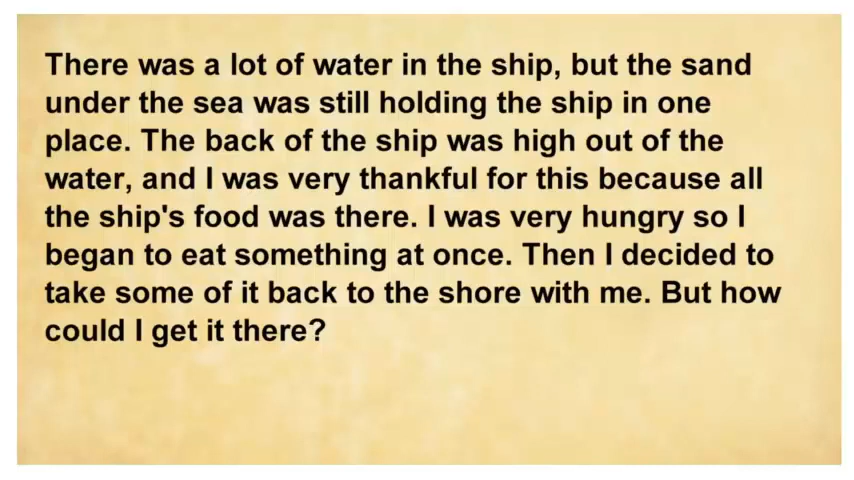 There was a lot of water in the ship, but the sand
under the sea was still holding the ship in one
place. The back of the ship was high out of the
water, and I was very thankful for this because all
the ship's food was there. I was very hungry so I
began to eat something at once. Then I decided to
take some of it back to the shore with me. But how
could I get it there?